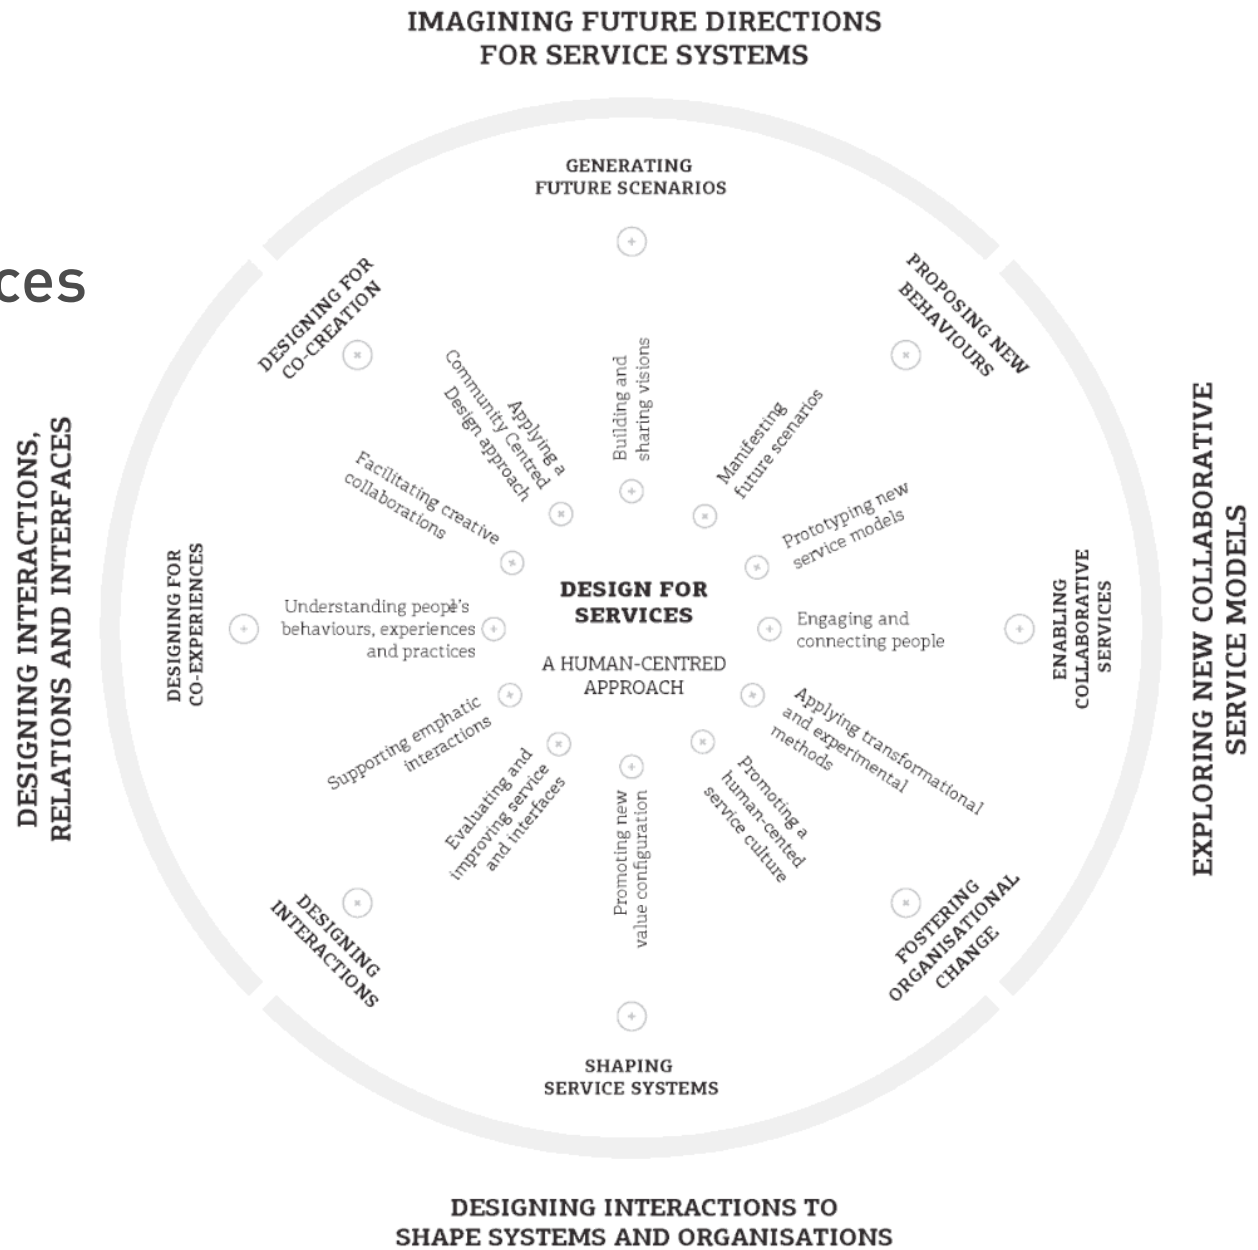 IMAGINING FUTURE DIRECTIONS
FOR SERVICE SYSTEMS
GENERATING
FUTURE SCENARIOS
ces
DESIGNING FOR
CO-CREATION
PROPOSING NEW
BEHAVIOURS
Building and
sharing visions
Applying a
Community Centred
Design approach
Manifesting
future scenarios
Facilitating creative
collaborations
Prototyping new
service models
DESIGNING INTERACTIONS,
RELATIONS AND INTERFACES
DESIGNING FOR
CO-EXPERIENCES
Understanding people's
behaviours, experiences
and practices
DESIGN FOR
SERVICES
A HUMAN-CENTRED
APPROACH
Engaging and
connecting people
ENABLING
COLLABORATIVE
SERVICES
EXPLORING NEW COLLABORATIVE
SERVICE MODELS
Supporting emphatic
interactions
Applying transformational
and experimental
methods
Evaluating and
improving service
and interfaces
Promoting new
value configuration
Promoting a
human-cented
service culture
DESIGNING
INTERACTIONS
FOSTERING
ORGANISATIONAL
CHANGE
SHAPING
SERVICE SYSTEMS
DESIGNING INTERACTIONS TO
SHAPE SYSTEMS AND ORGANISATIONS